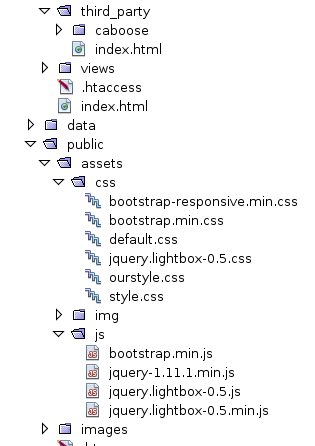 third_party
caboose
index.html
views
.htaccess
index.html
data
public
assets
css
bootstrap-responsive.min.css
bootstrap.min.css
default.css
jquery.lightbox-0.5.css
ourstyle.css
style.css
img
js
bootstrap.min.js
jquery-1.11.1.min.js
jquery.lightbox-0.5.js
jquery.lightbox-0.5.min.js
images